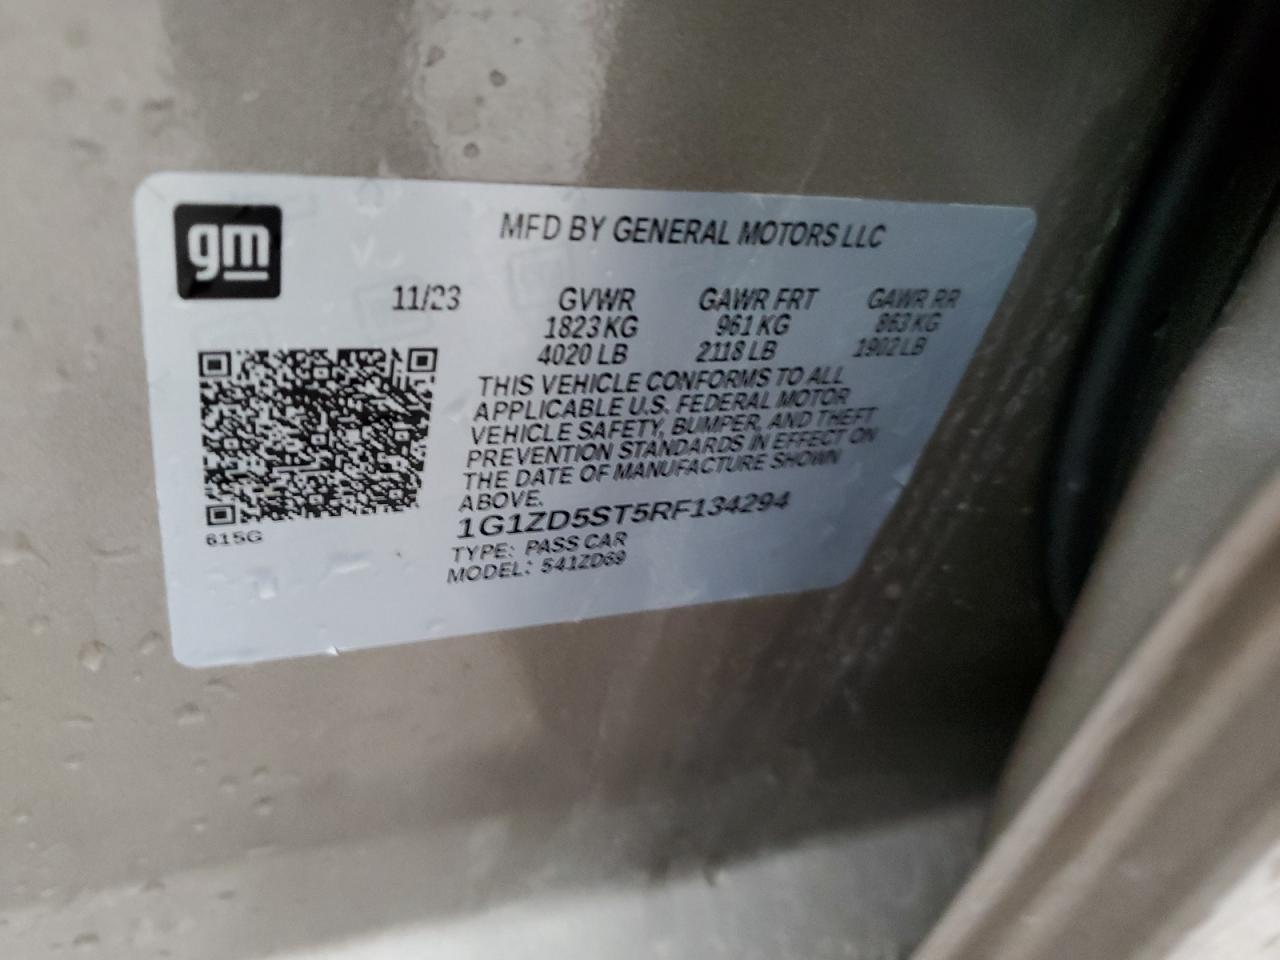 gm
MFD BY GENERAL MOTORS LLC
11/23 GVWR GAWR FRT GAWR RR
1823 KG 961 KG 863 KG
4020 LB 2118 LB 1902 LB
THIS VEHICLE CONFORMS TO ALL
APPLICABLE U.S. FEDERAL MOTOR
VEHICLE SAFETY, BUMPER, AND THEFT
PREVENTION STANDARDS IN EFFECT ON
THE DATE OF MANUFACTURE SHOWN
ABOVE.
1G1ZD5ST5RF134294
TYPE: PASS CAR
MODEL: 541ZD69
615G